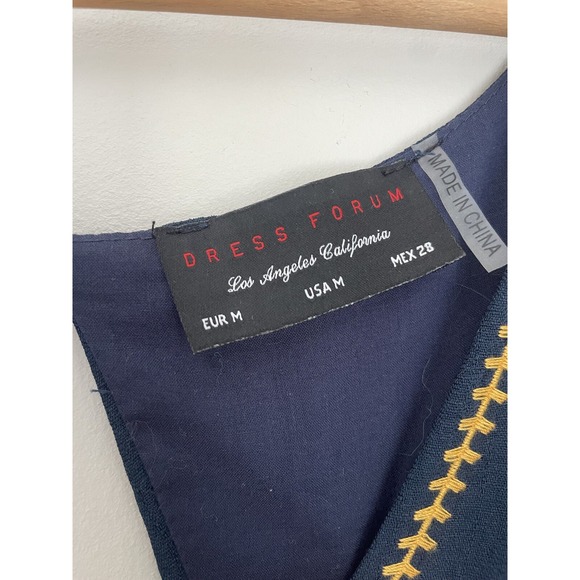 DRESS FORUM
Los Angeles California
EUR M USA M MEX 28
MADE IN CHINA